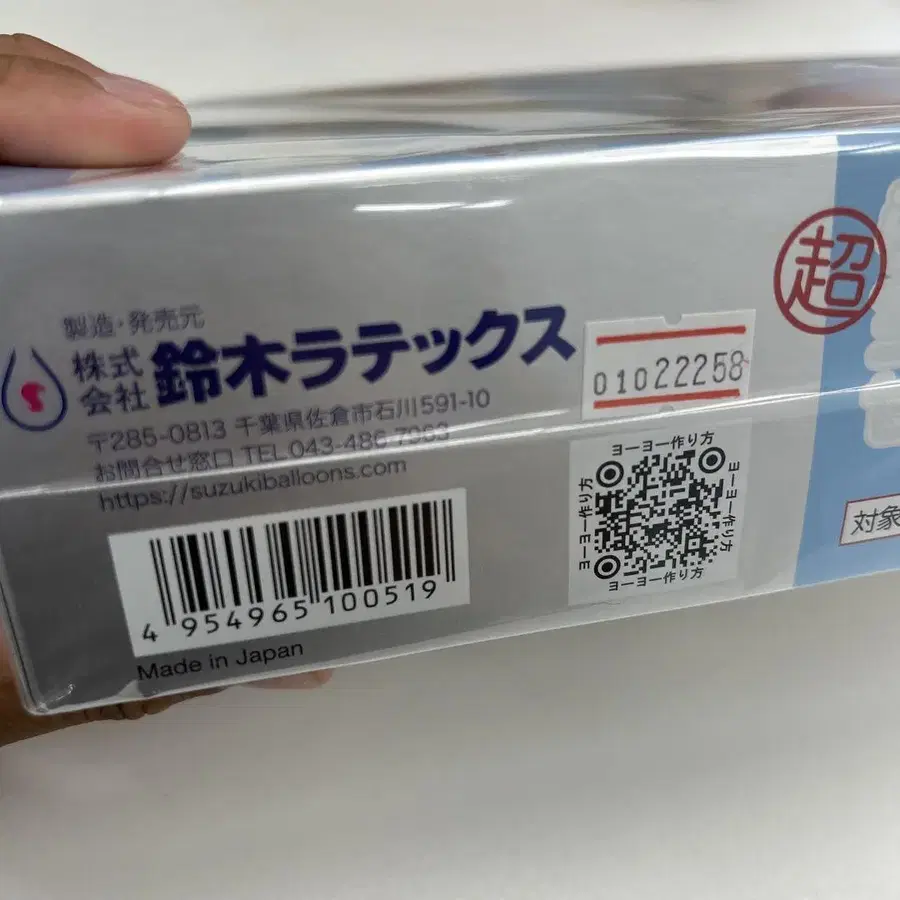 製造・発売元
株式会社 鈴木ラテックス
〒285-0813 千葉県佐倉市石川591-10
お問合せ窓口 TEL.043-486-7963
https://suzukiballoons.com
4 954965 100519
Made in Japan
01022258
ヨーヨー作り方
ヨーヨー作り方
ヨーヨー作り方
ヨーヨー作り方
超
対象